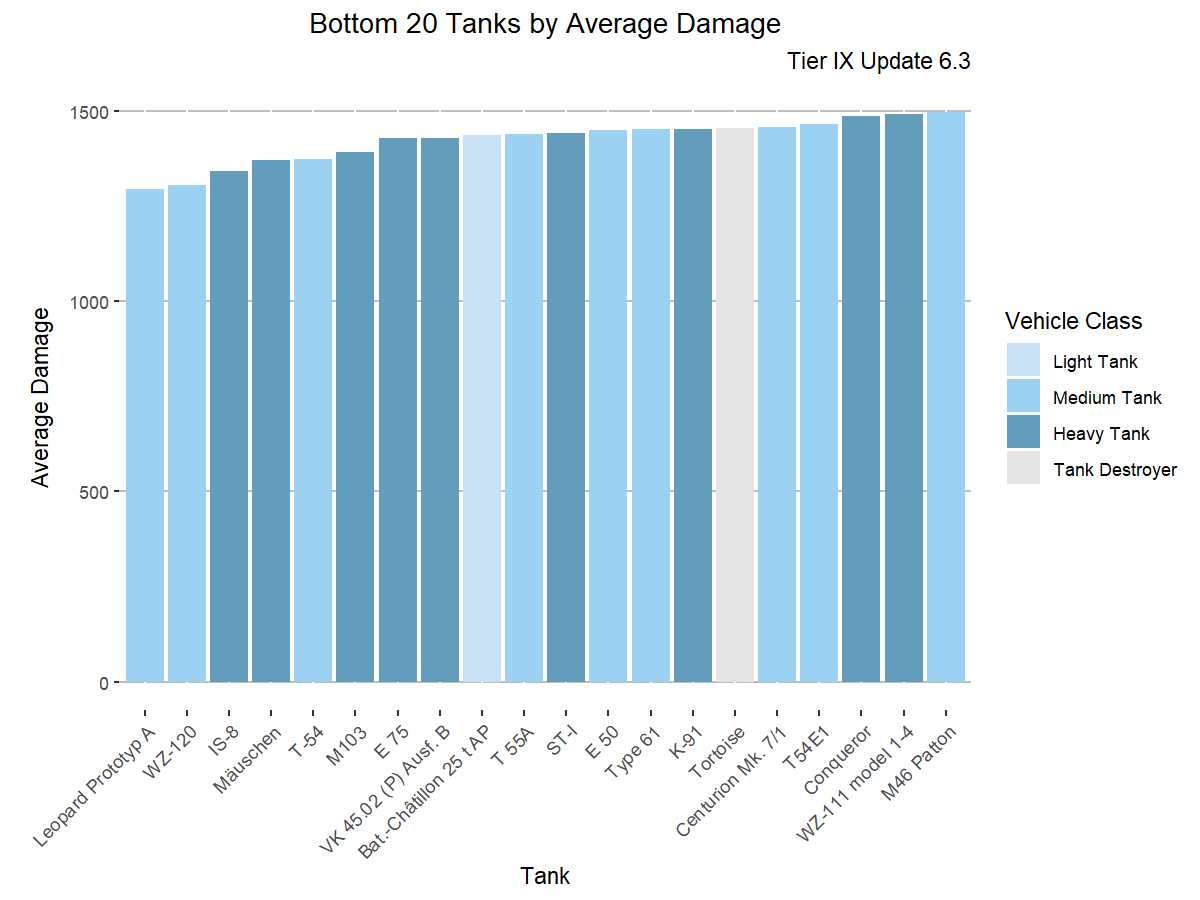 Bottom 20 Tanks by Average Damage
Tier IX Update 6.3
Average Damage
1500
1000
500
0
Leopard Prototyp A
WZ-120
IS-8
Mäuschen
T-54
M103
E 75
VK 45.02 (P) Ausf. B
Bat.-Châtillon 25 t AP
T 55A
ST-I
E 50
Type 61
K-91
Tortoise
Centurion Mk. 7/1
T54E1
Conqueror
WZ-111 model 1-4
M46 Patton
Tank
Vehicle Class
Light Tank
Medium Tank
Heavy Tank
Tank Destroyer